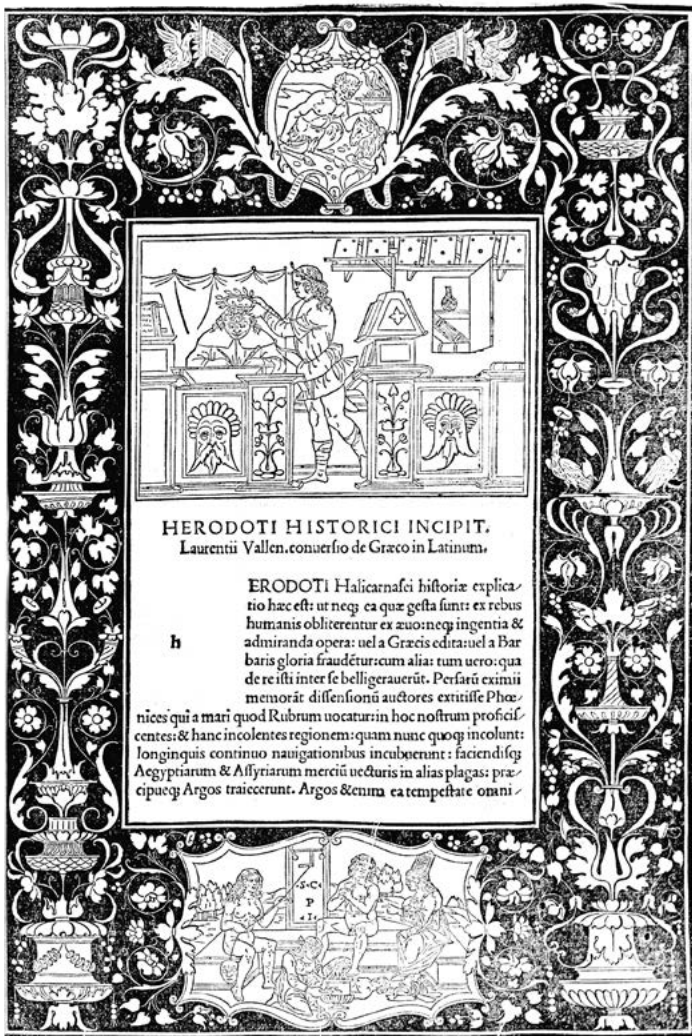 ·S·C·
P
·I·
HERODOTI HISTORICI INCIPIT.
Laurentii Vallen.conuersio de Græco in Latinum.
h
ERODOTI Halicarnasei historiæ explica-
tio hæc est: ut neq; ea quæ gesta sunt: ex rebus
humanis obliterentur ex æuo: neq; ingentia &
admiranda opera: uel a Græcis edita: uel a Bar
baris gloria fraudētur: cum alia: tum uero: qua
de re isti inter se belligerauerūt. Persarū eximii
memorāt dissensionū auctores extitisse Phœ-
nices qui a mari quod Rubrum uocatur: in hoc nostrum proficis-
centes: & hanc incolentes regionem: quam nunc quoq; incolunt:
longinquis continuo nauigationibus incubuerunt: faciendisq;
Aegyptiarum & Assyriarum merciū uecturis in alias plagas: præ-
cipueq; Argos traiecerunt. Argos &enim ea tempestate omni-